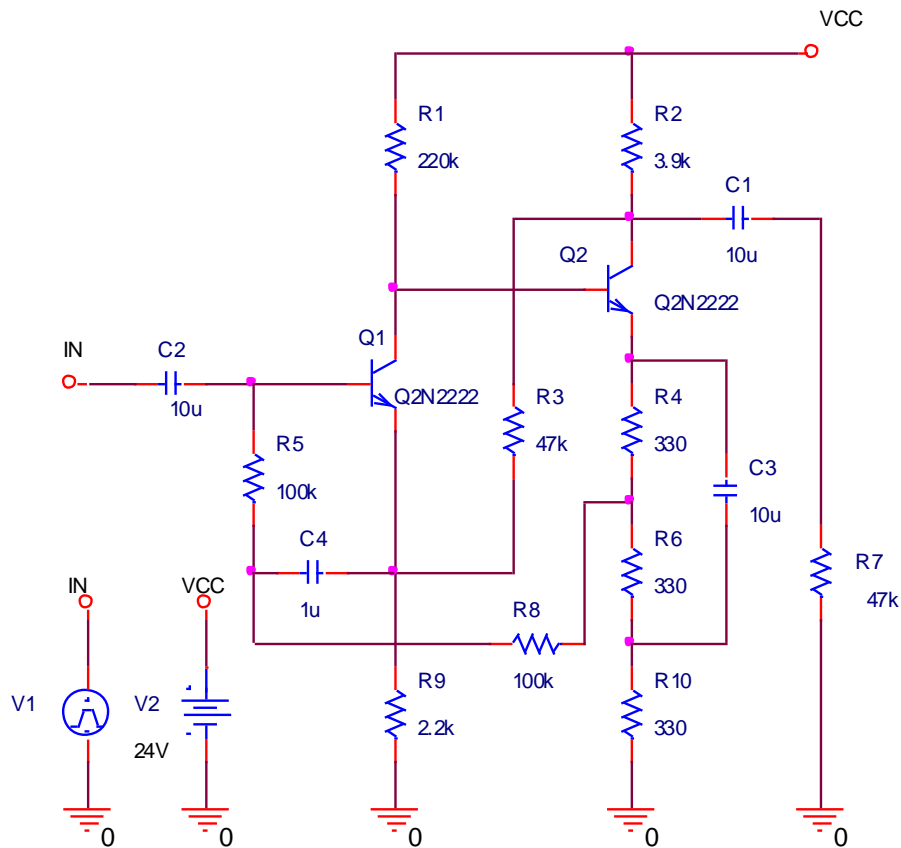 VCC
R1
220k
R2
3.9k
C1
10u
Q2
Q2N2222
IN
C2
10u
Q1
Q2N2222
R3
47k
R4
330
R5
100k
C3
10u
C4
1u
R6
330
R7
47k
IN
VCC
R8
100k
V1
V2
24V
R9
2.2k
R10
330
0
0
0
0
0